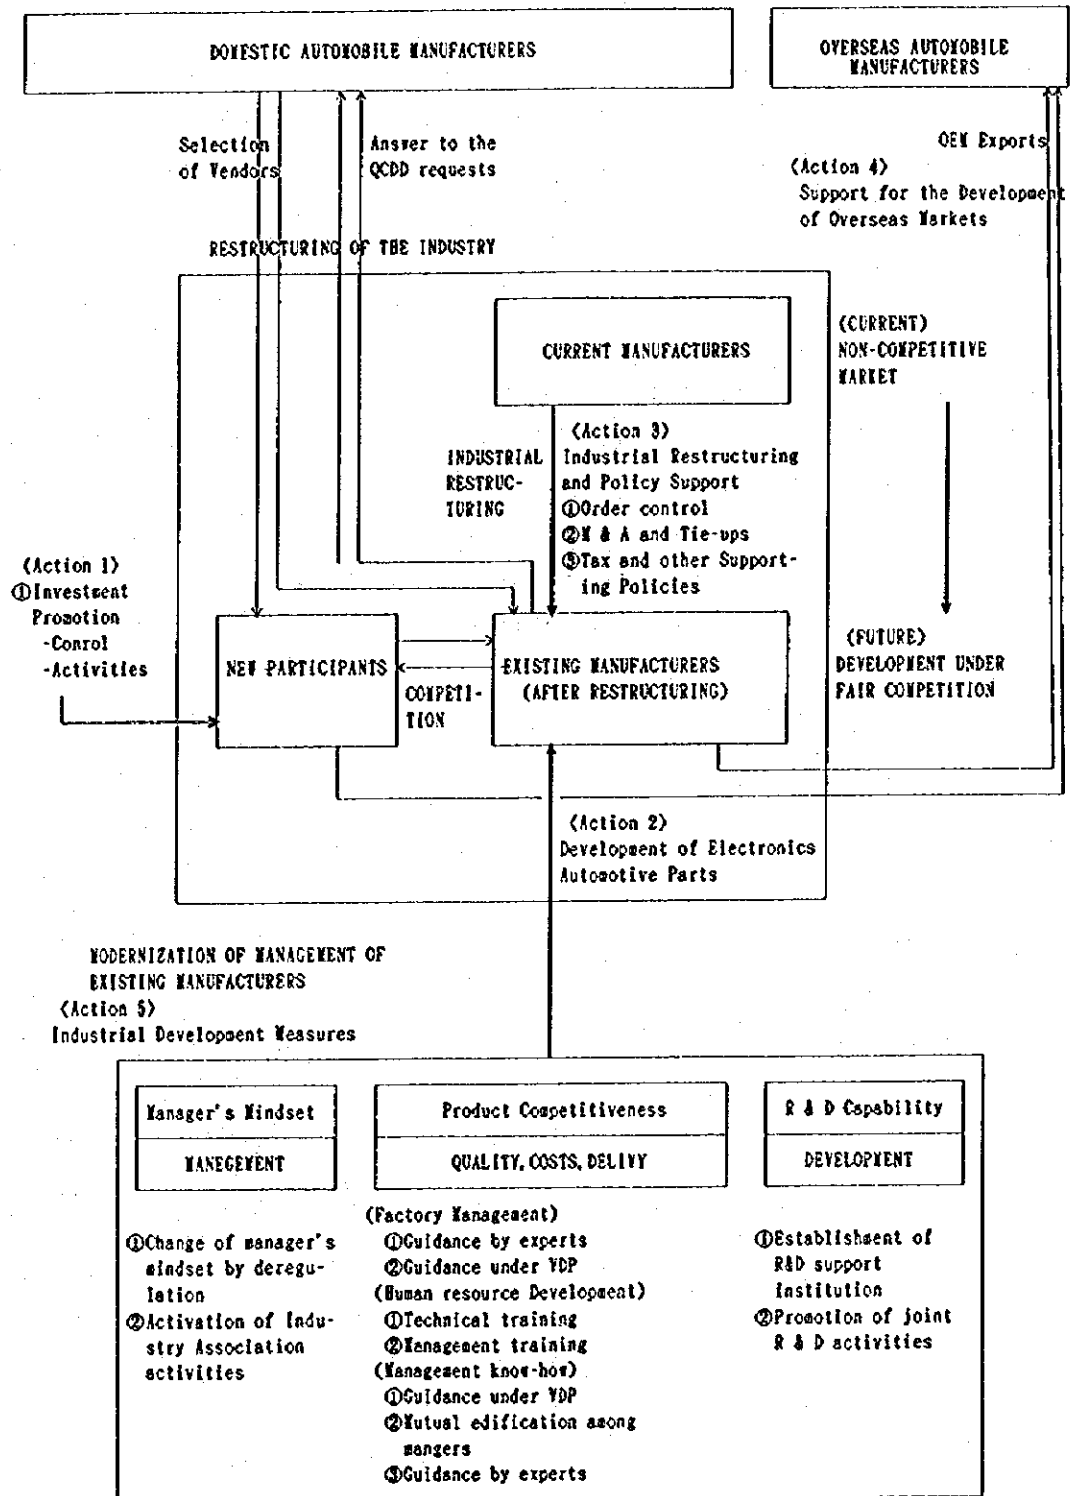 DOMESTIC AUTOMOBILE MANUFACTURERS
OVERSEAS AUTOMOBILE
MANUFACTURERS
Selection
of Vendors
Answer to the
QCDD requests
OEM Exports
(Action 4)
Support for the Development
of Overseas Markets
RESTRUCTURING OF THE INDUSTRY
CURRENT MANUFACTURERS
(CURRENT)
NON-COMPETITIVE
MARKET
INDUSTRIAL
RESTRUC-
TURING
(Action 3)
Industrial Restructuring
and Policy Support
①Order control
②M & A and Tie-ups
③Tax and other Support-
ing Policies
(Action 1)
①Investment
Promotion
-Conrol
-Activities
NEW PARTICIPANTS
COMPETI-
TION
EXISTING MANUFACTURERS
(AFTER RESTRUCTURING)
(FUTURE)
DEVELOPMENT UNDER
FAIR COMPETITION
(Action 2)
Development of Electronics
Automotive Parts
MODERNIZATION OF MANAGEMENT OF
EXISTING MANUFACTURERS
(Action 5)
Industrial Development Measures
Manager's Mindset
MANEGEMENT
Product Competitiveness
QUALITY, COSTS, DELIVY
R & D Capability
DEVELOPMENT
①Change of manager's
mindset by deregu-
lation
②Activation of Indu-
stry Association
activities
(Factory Management)
①Guidance by experts
②Guidance under VDP
(Human resource Development)
①Technical training
②Management training
(Management know-how)
①Guidance under VDP
②Mutual edification among
mangers
③Guidance by experts
①Establishment of
R&D support
Institution
②Promotion of joint
R & D activities